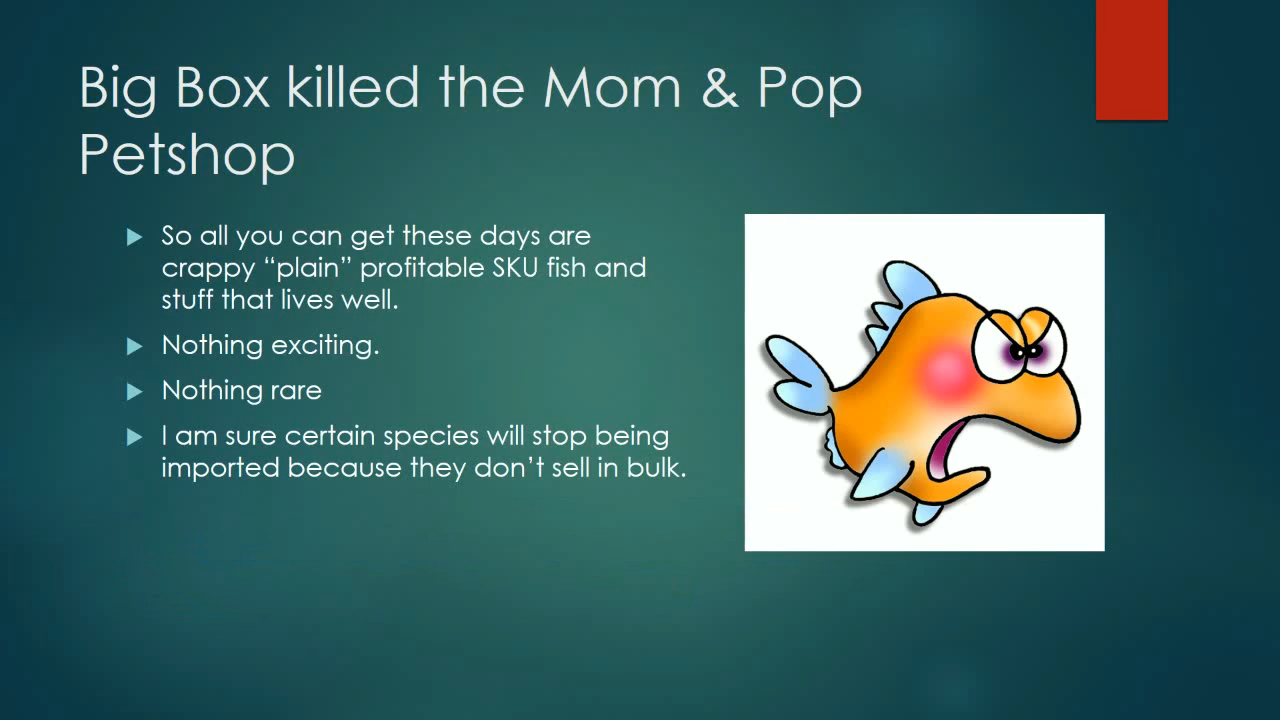 Big Box killed the Mom & Pop
Petshop
So all you can get these days are
crappy “plain” profitable SKU fish and
stuff that lives well.
Nothing exciting.
Nothing rare
I am sure certain species will stop being
imported because they don’t sell in bulk.